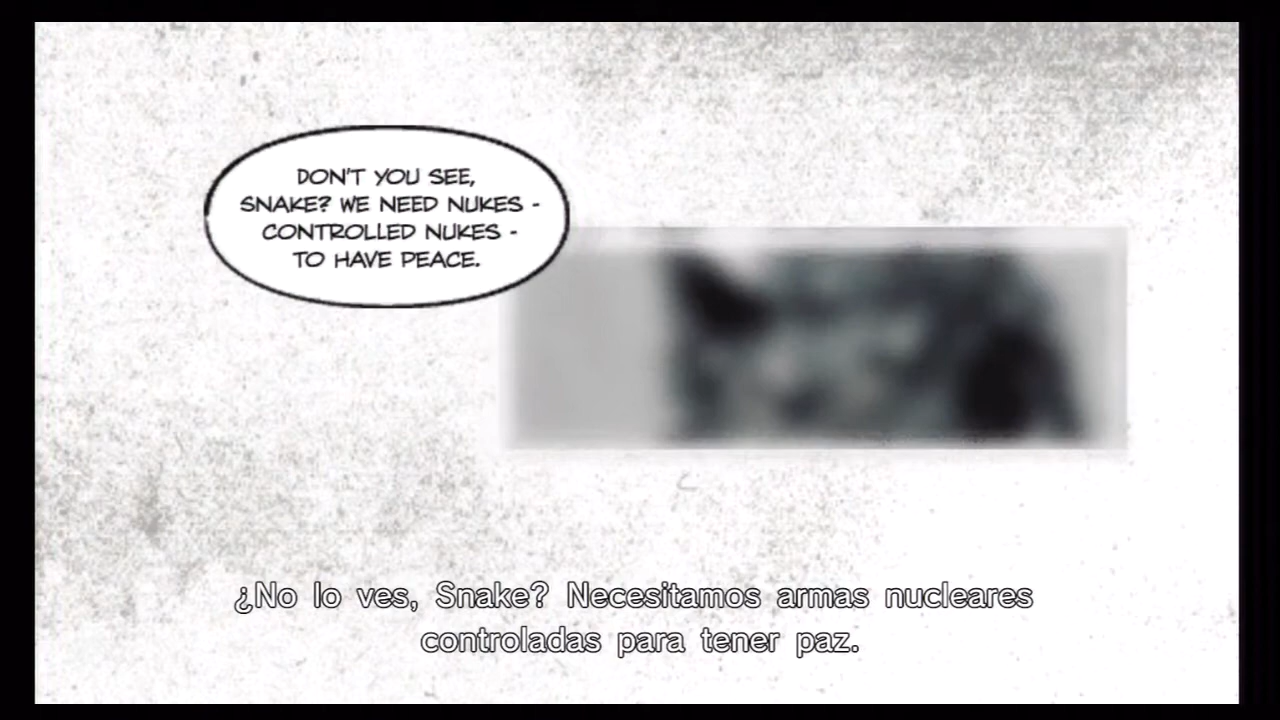 DON'T YOU SEE,
SNAKE? WE NEED NUKES -
CONTROLLED NUKES -
TO HAVE PEACE.
¿No lo ves, Snake? Necesitamos armas nucleares
controladas para tener paz.